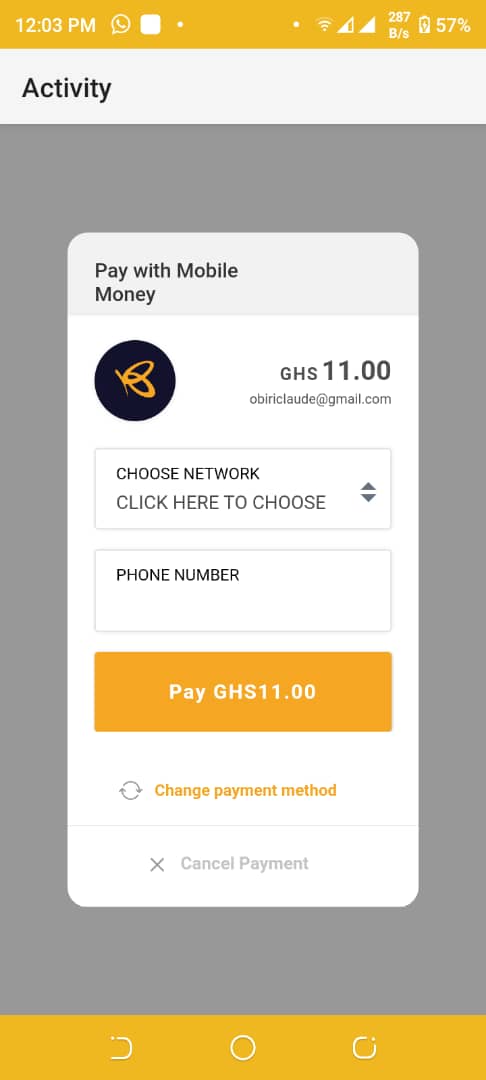 12:03 PM
287
B/s
57%
Activity
Pay with Mobile
Money
GHS 11.00
obiriclaude@gmail.com
CHOOSE NETWORK
CLICK HERE TO CHOOSE
PHONE NUMBER
Pay GHS11.00
Change payment method
Cancel Payment